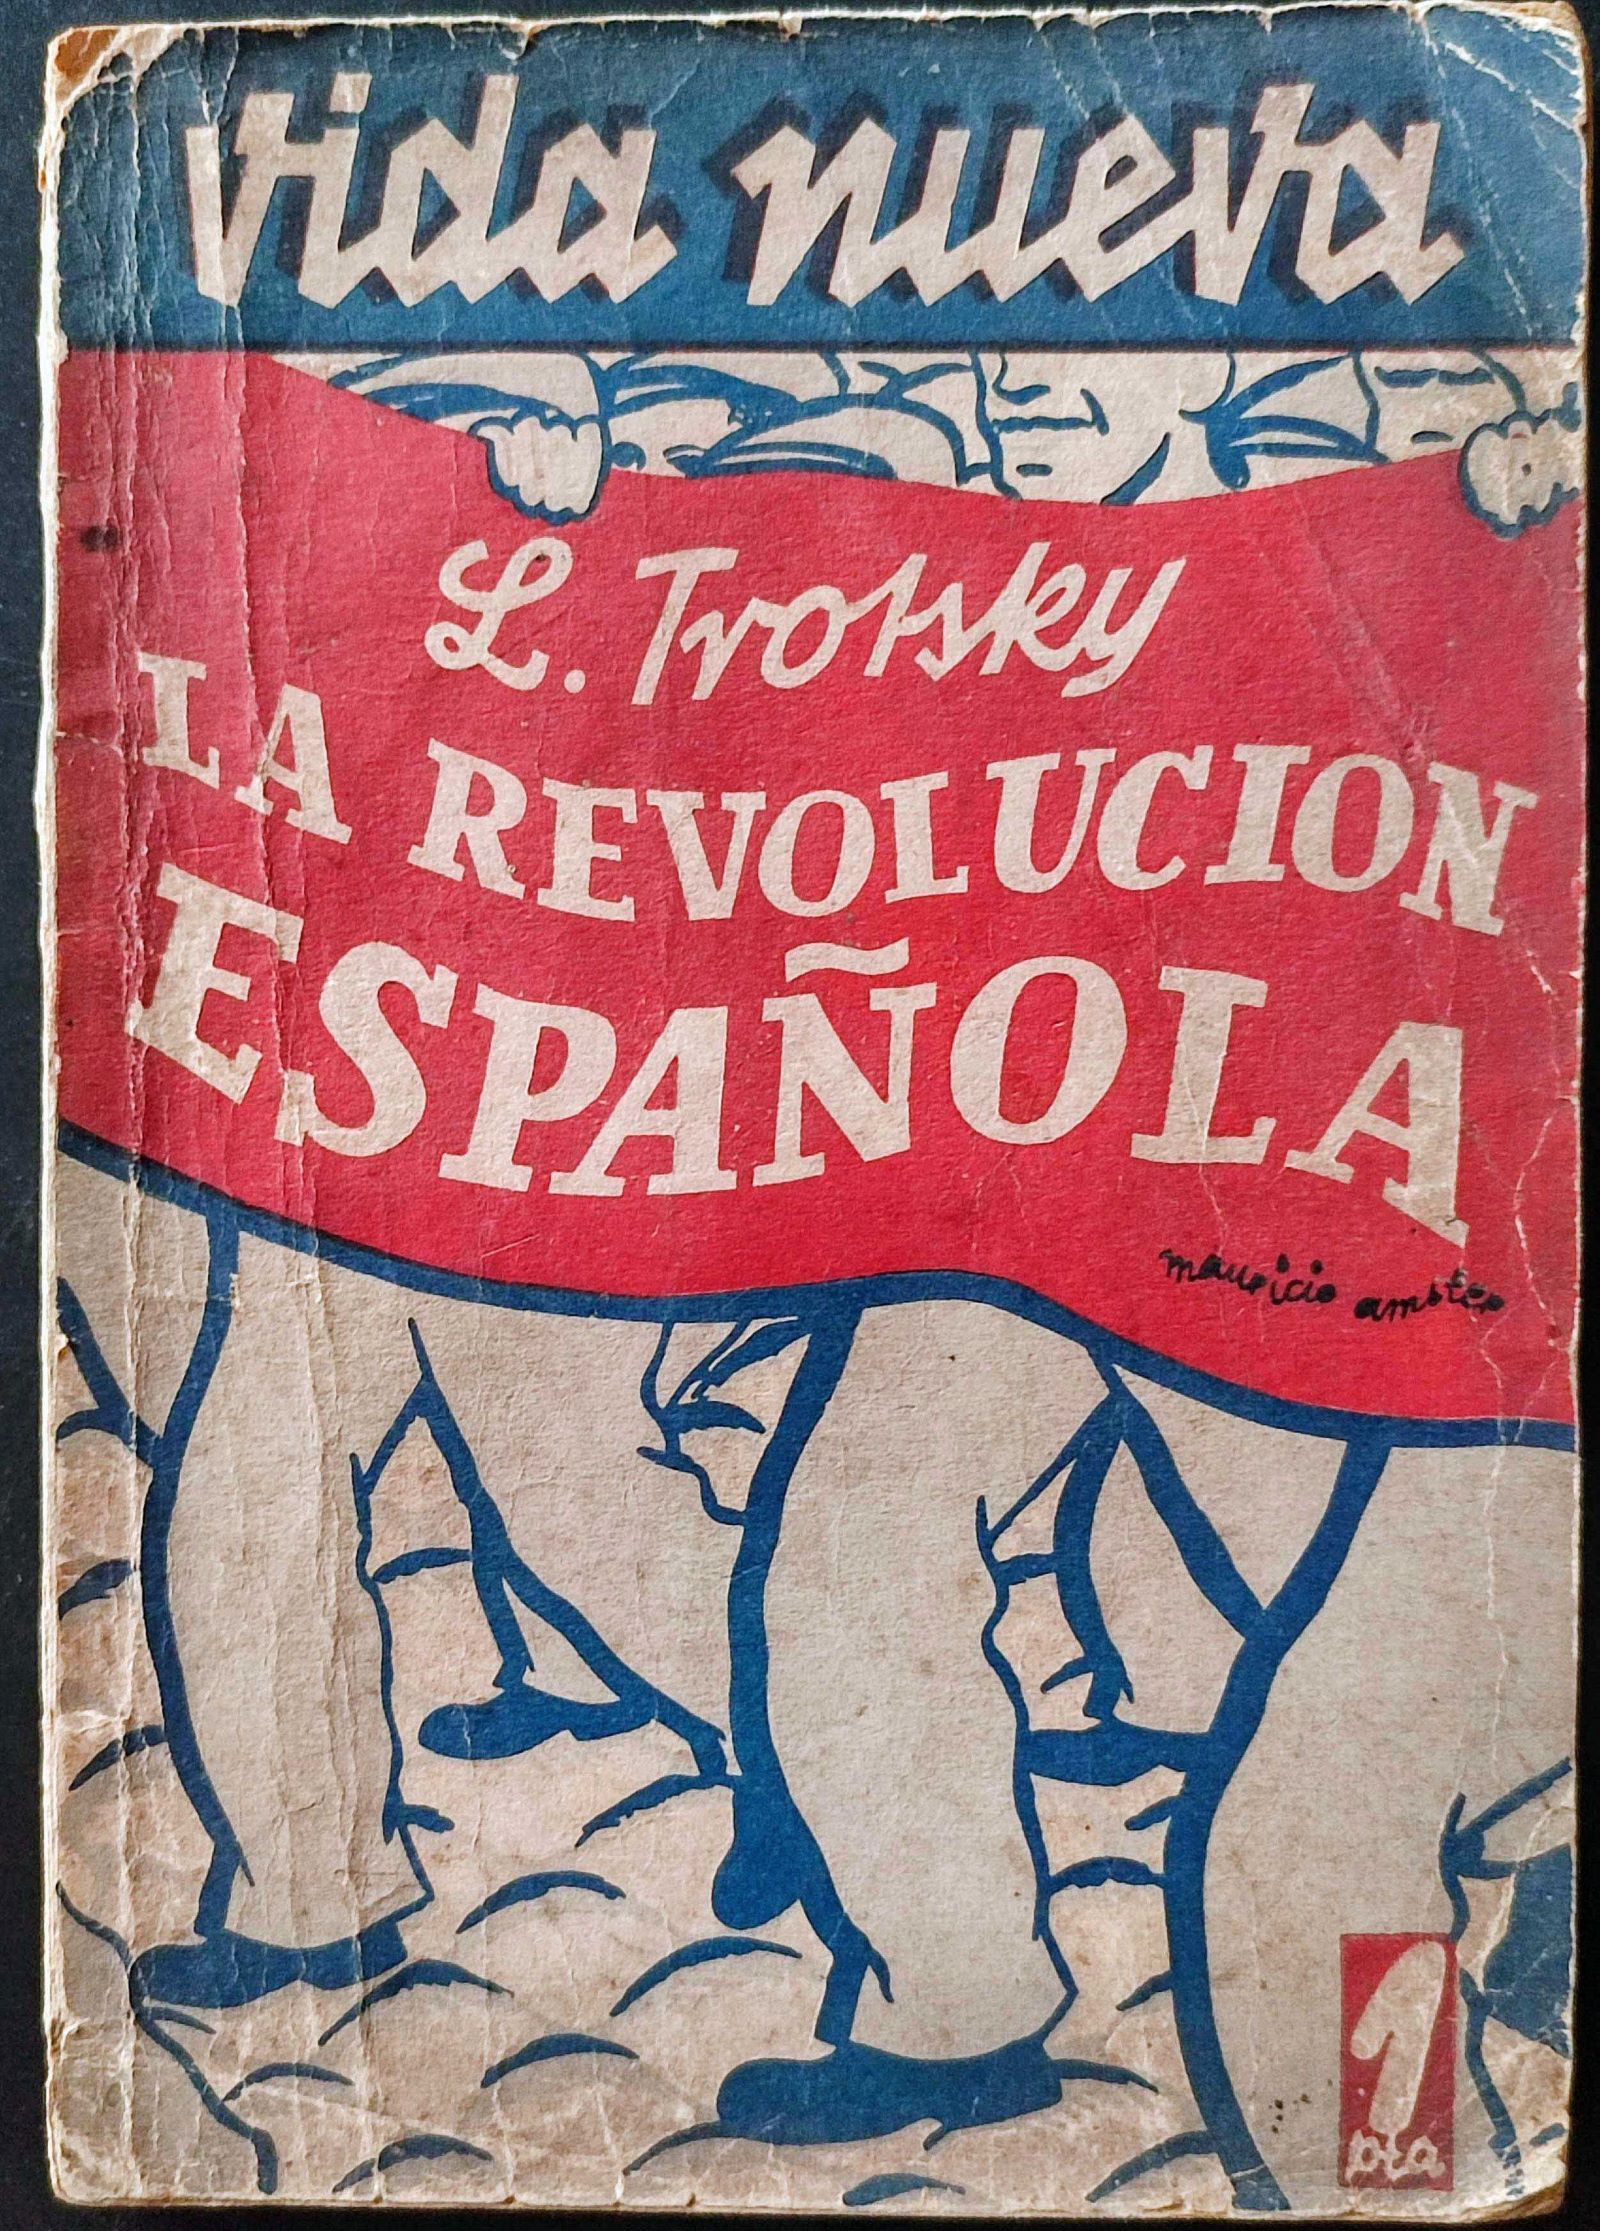 vida nueva
L. Trotsky
LA REVOLUCION
ESPAÑOLA
mauricio amster
1
pta